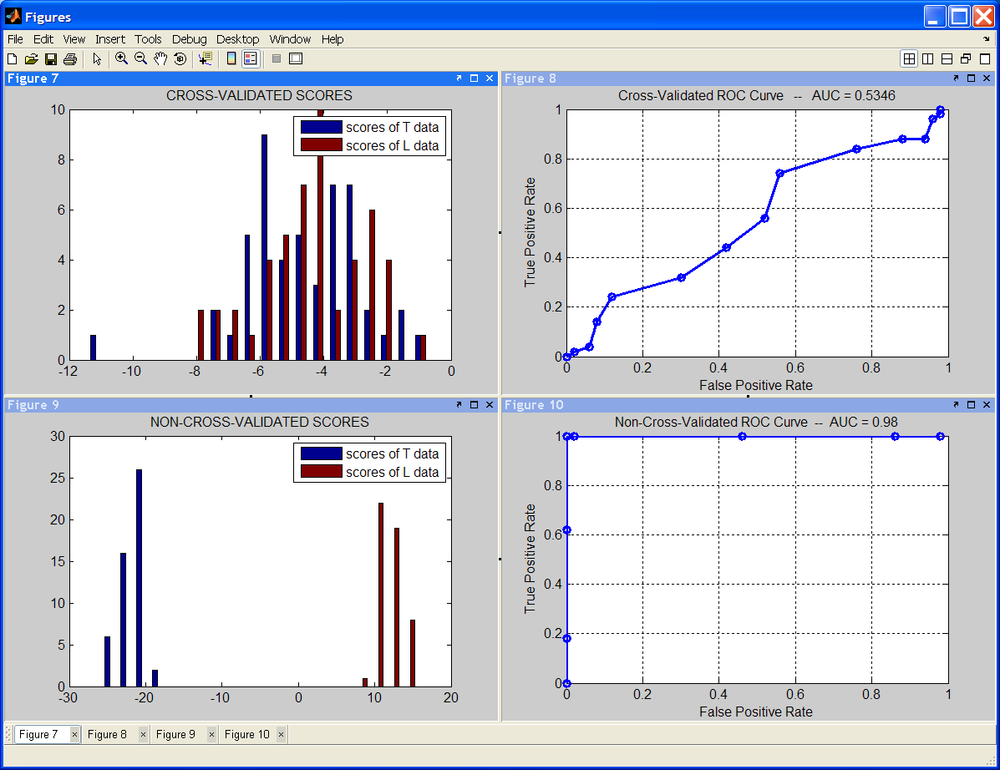 Figures
File Edit View Insert Tools Debug Desktop Window Help
Figure 7
CROSS-VALIDATED SCORES
scores of T data
scores of L data
10
8
6
4
2
0
-12 -10 -8 -6 -4 -2 0
Figure 8
Cross-Validated ROC Curve -- AUC = 0.5346
True Positive Rate
1
0.8
0.6
0.4
0.2
0
0 0.2 0.4 0.6 0.8 1
False Positive Rate
Figure 9
NON-CROSS-VALIDATED SCORES
scores of T data
scores of L data
30
25
20
15
10
5
0
-30 -20 -10 0 10 20
Figure 10
Non-Cross-Validated ROC Curve -- AUC = 0.98
True Positive Rate
1
0.8
0.6
0.4
0.2
0
0 0.2 0.4 0.6 0.8 1
False Positive Rate
Figure 7 Figure 8 Figure 9 Figure 10